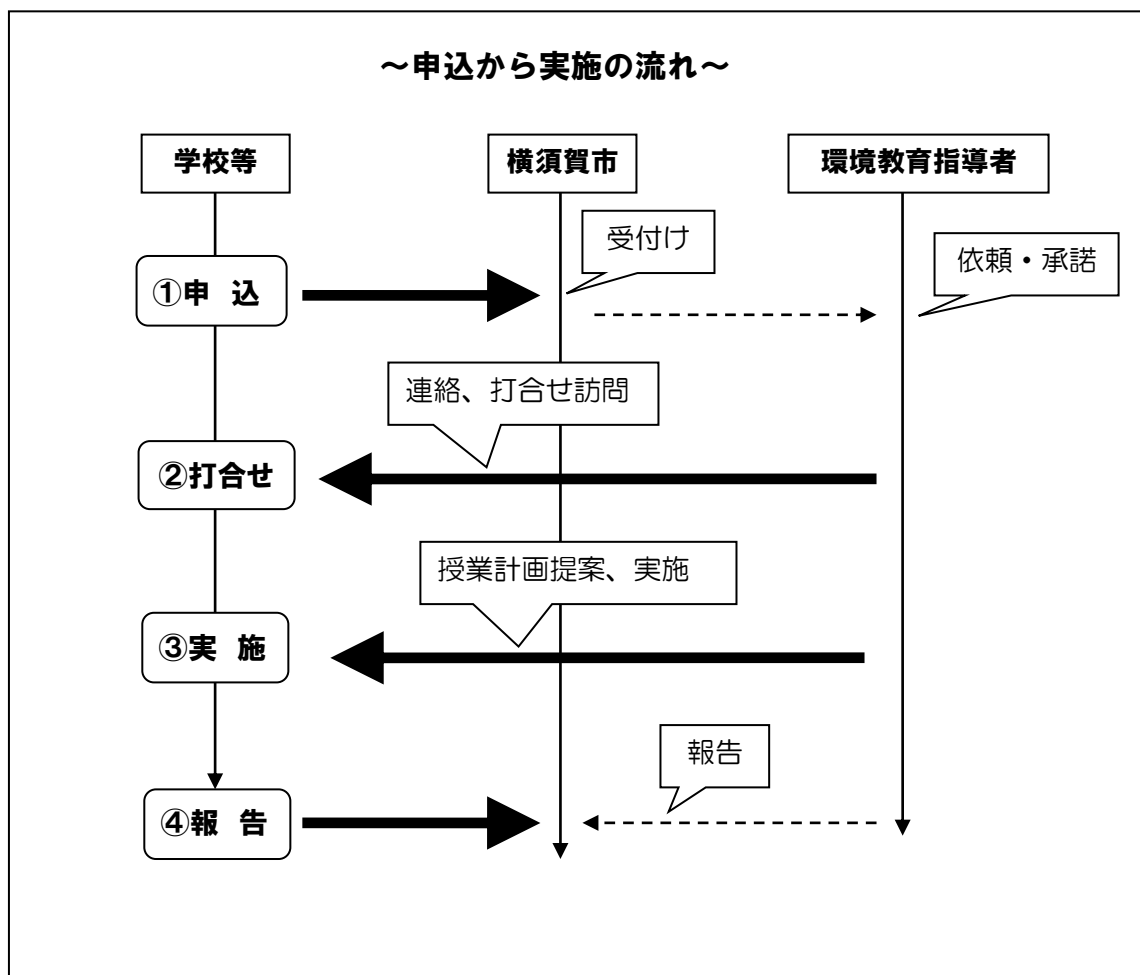 ～申込から実施の流れ～
学校等
横須賀市
環境教育指導者
受付け
依頼・承諾
①申 込
連絡、打合せ訪問
②打合せ
授業計画提案、実施
③実 施
報告
④報 告